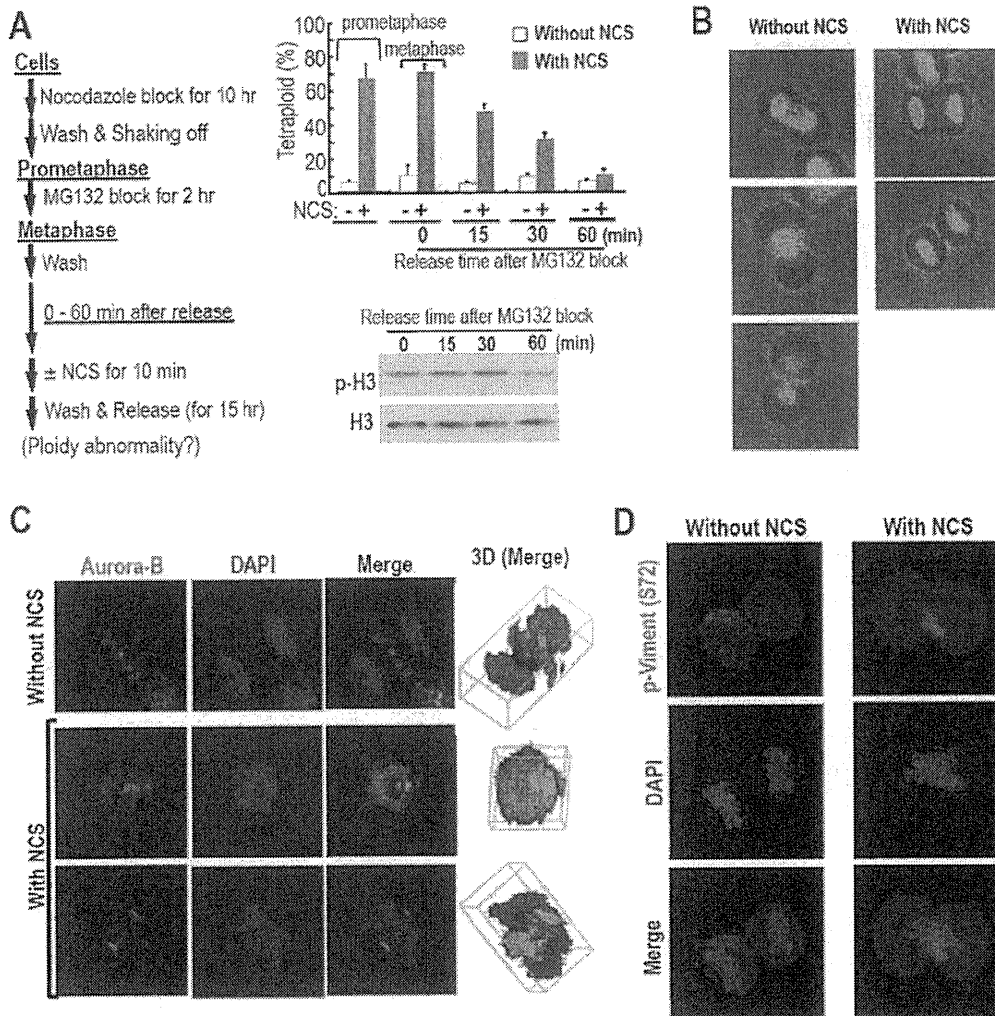 A
Cells
Nocodazole block for 10 hr
Wash & Shaking off
Prometaphase
MG132 block for 2 hr
Metaphase
Wash
0 - 60 min after release
± NCS for 10 min
Wash & Release (for 15 hr)
(Ploidy abnormality?)
prometaphase
metaphase
Without NCS
With NCS
Tetraploid (%)
100
80
60
40
20
0
NCS: - + - + - + - + - +
0 15 30 60 (min)
Release time after MG132 block
Release time after MG132 block
0 15 30 60 (min)
p-H3
H3
B
Without NCS With NCS
C
Aurora-B DAPI Merge 3D (Merge)
Without NCS
With NCS
D
Without NCS With NCS
p-Viment (S72)
DAPI
Merge